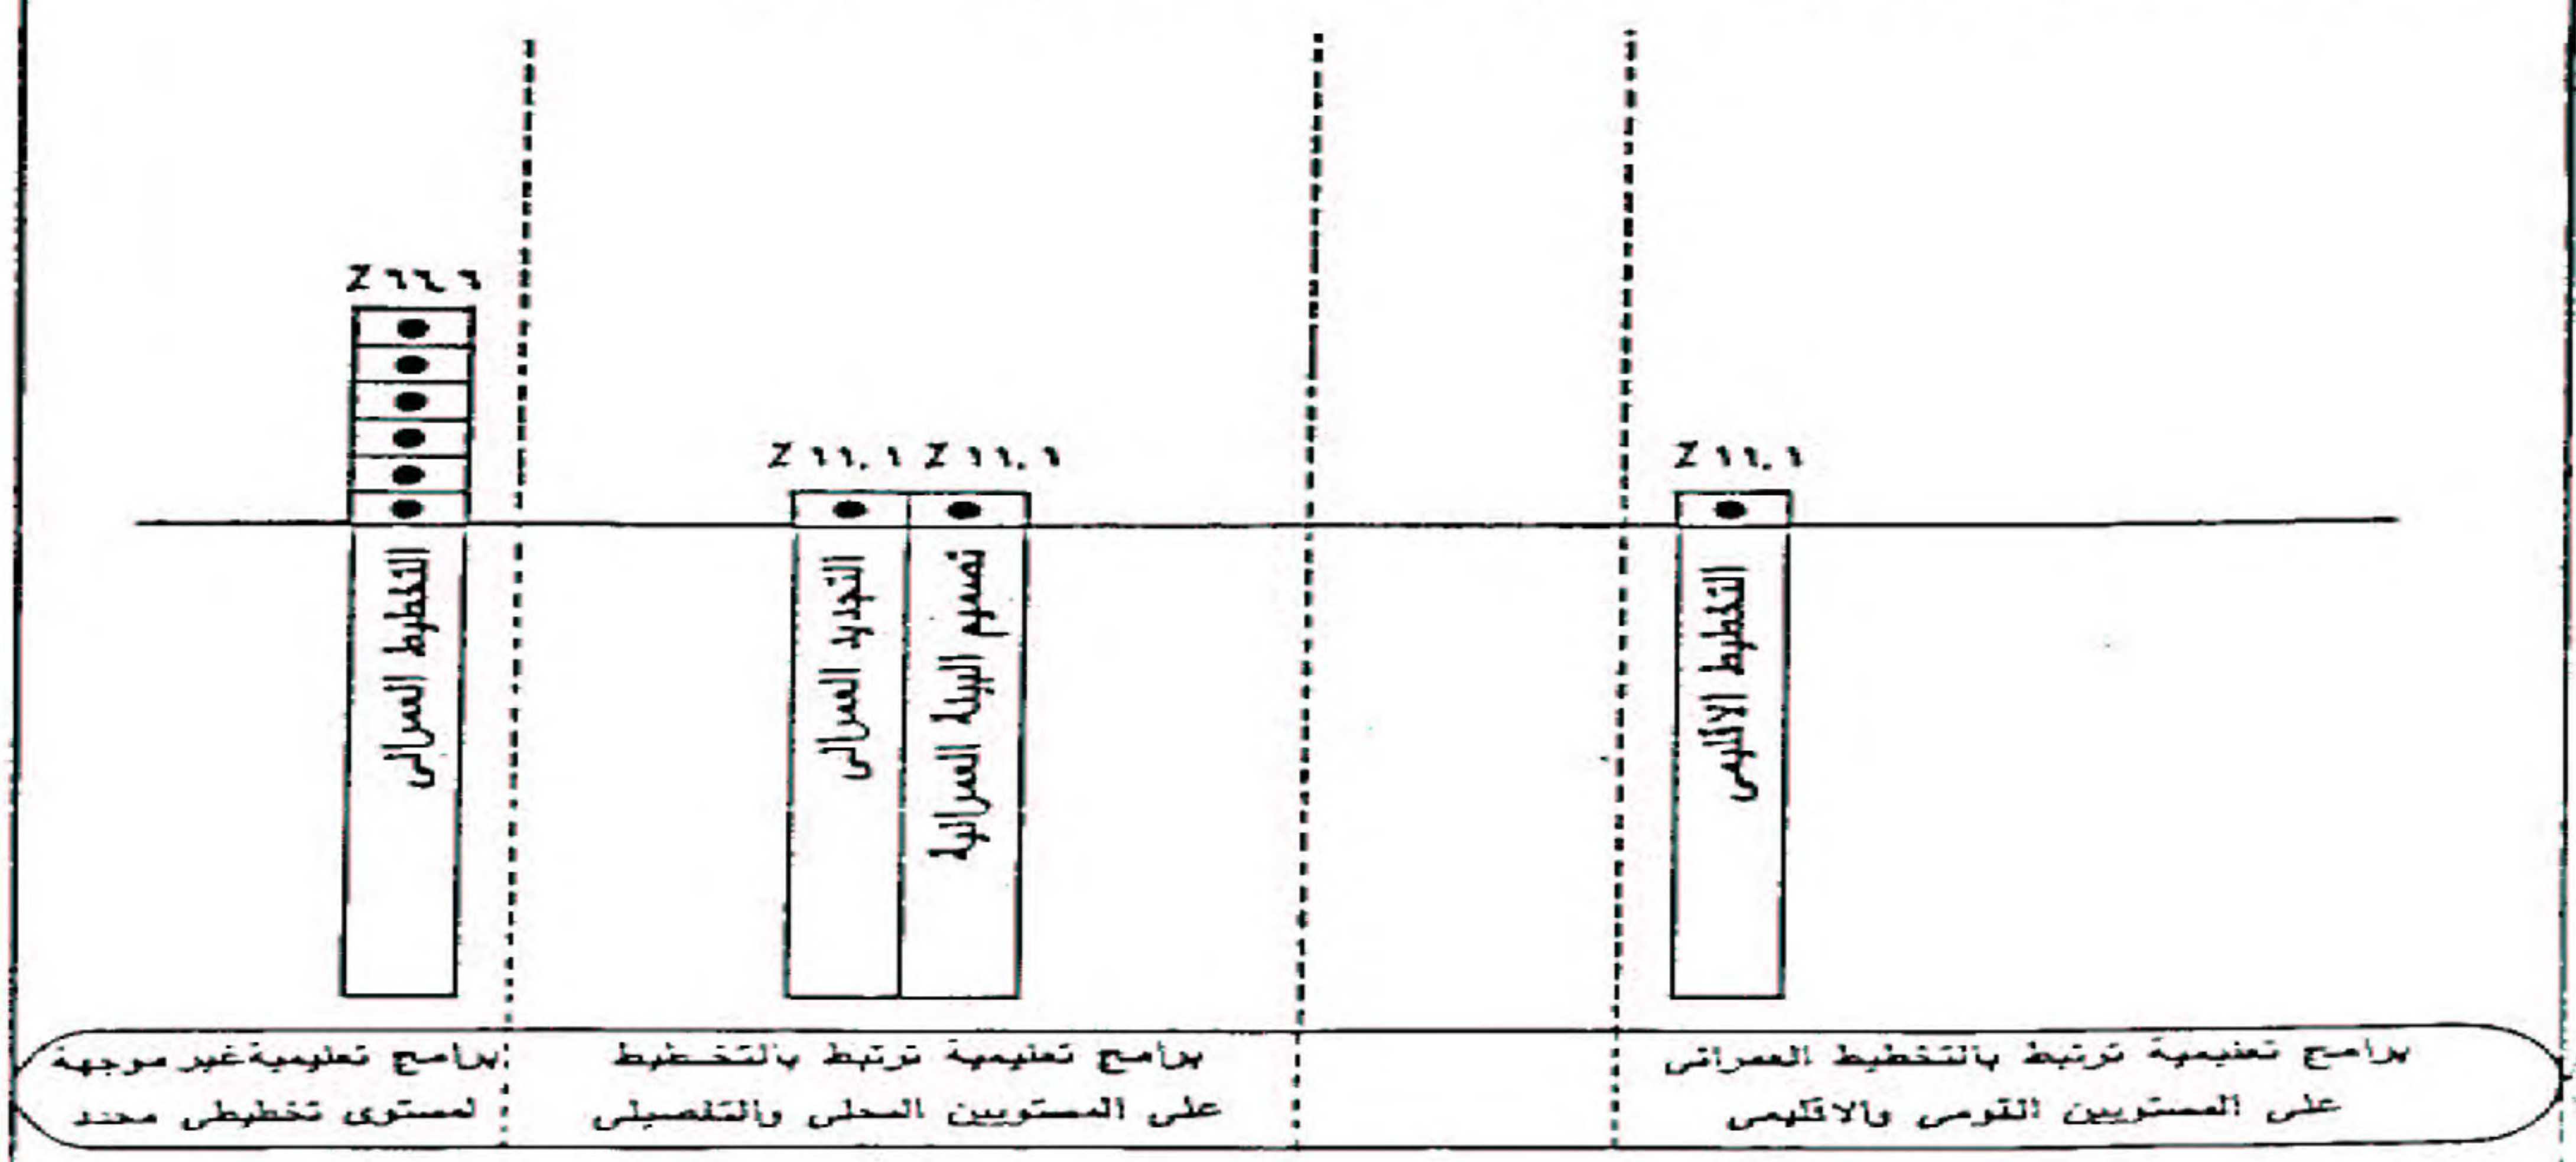 ٪ ١١.١
٪ ١١.١
٪ ١١.١
التخطيط الاقليمى
تصميم البيئة العمرانية
التجديد العمرانى
التخطيط العمرانى
برامج تعليمية ترتبط بالتخطيط العمرانى
على المستويين القومى والاقليمى
برامج تعليمية ترتبط بالتخطيط
على المستويين المحلى والتفصيلى
برامج تعليمية غير موجهة
لمستوى تخطيطى محدد